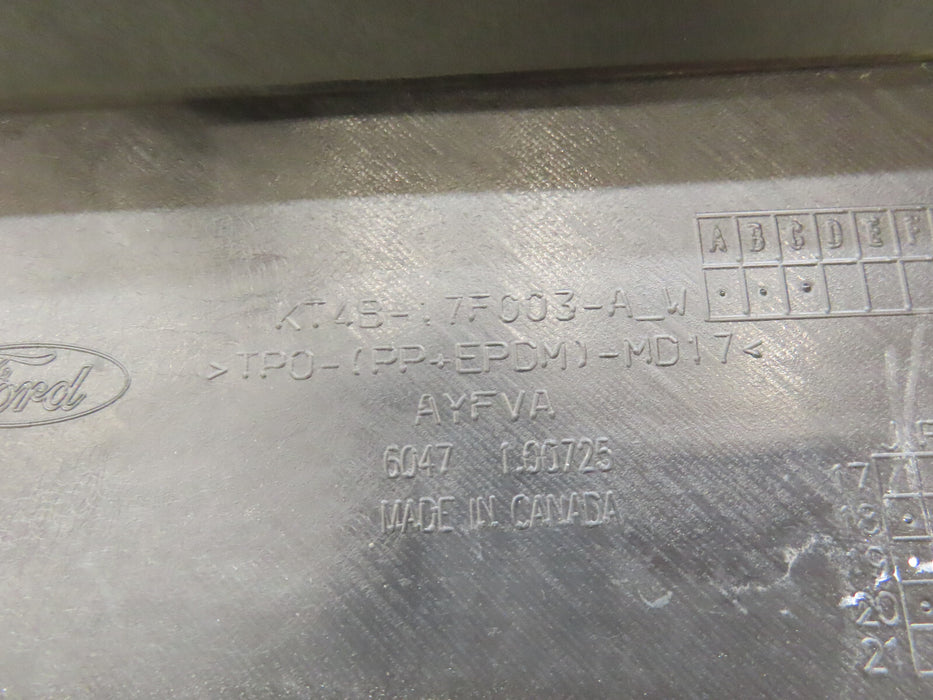 A B C D E F
KT4B-17F003-A_W
>TPO-(PP+EPDM)-MD17<
Ford
AYFVA
6047 1.00725
MADE IN CANADA
J F
17
18
19
20
21